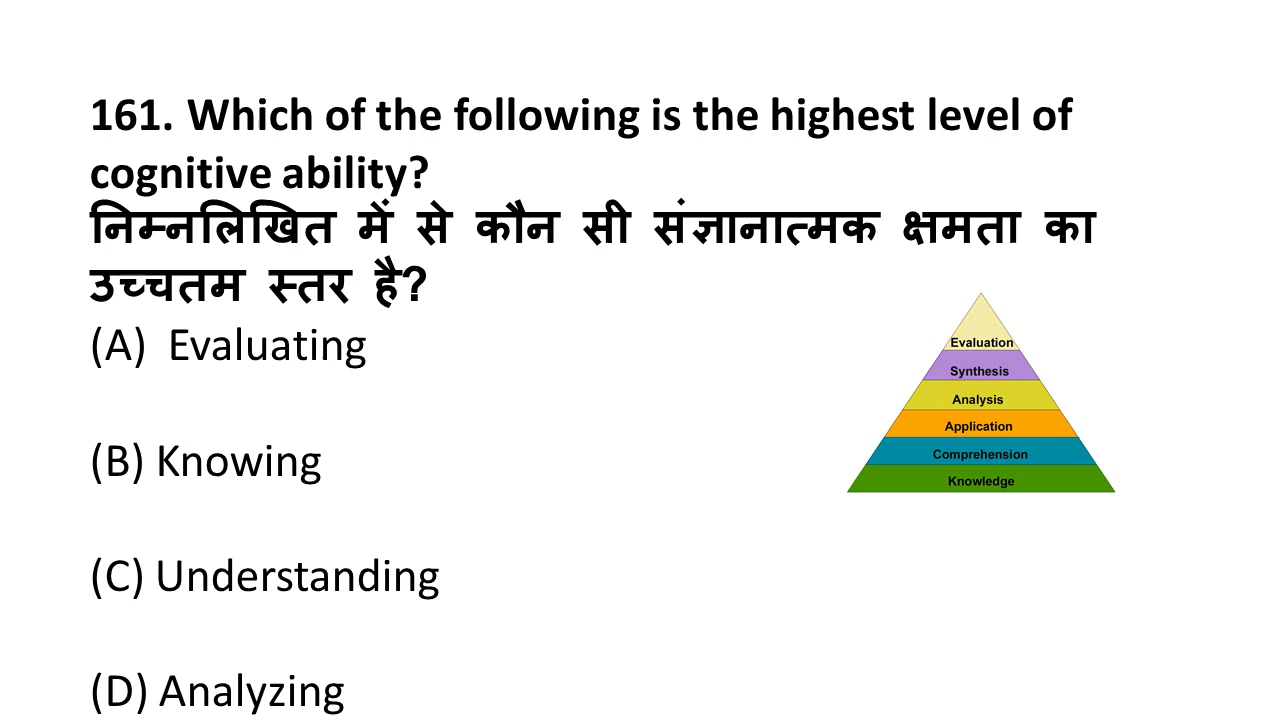 161. Which of the following is the highest level of
cognitive ability?
निम्नलिखित में से कौन सी संज्ञानात्मक क्षमता का
उच्चतम स्तर है?
(A) Evaluating
Evaluation
Synthesis
Analysis
Application
Comprehension
Knowledge
(B) Knowing
(C) Understanding
(D) Analyzing